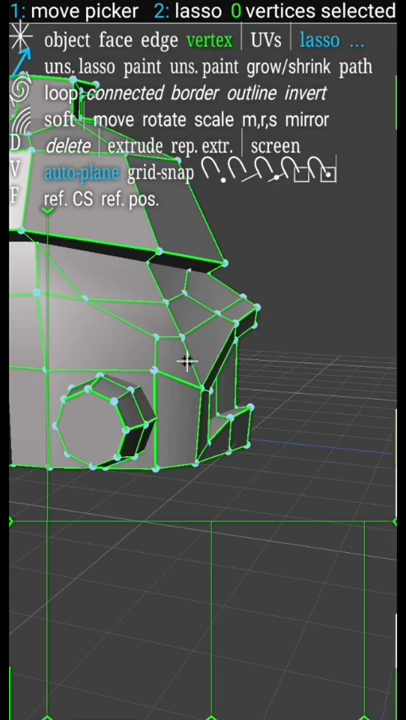 1: move picker 2: lasso 0 vertices selected
object face edge vertex UVs lasso ...
uns. lasso paint uns. paint grow/shrink path
loop connected border outline invert
soft move rotate scale m,r,s mirror
D delete extrude rep. extr. screen
V auto-plane grid-snap
F ref. CS ref. pos.